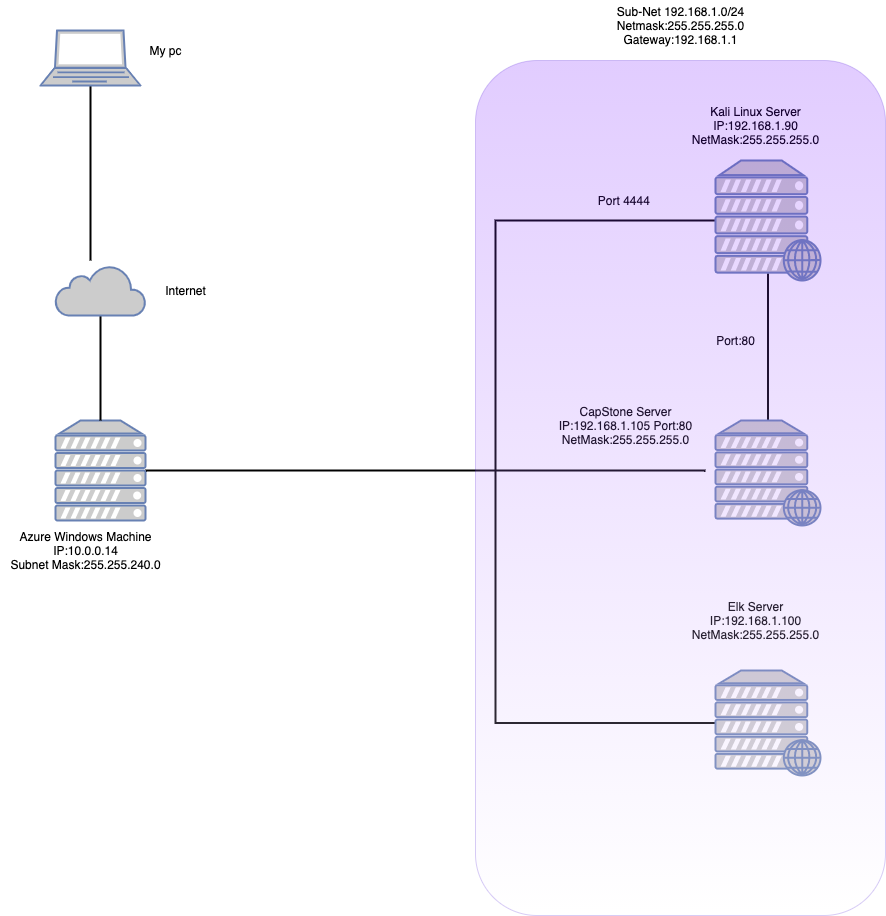 Sub-Net 192.168.1.0/24
Netmask:255.255.255.0
Gateway:192.168.1.1
My pc
Kali Linux Server
IP:192.168.1.90
NetMask:255.255.255.0
Port 4444
Internet
Port:80
CapStone Server
IP:192.168.1.105 Port:80
NetMask:255.255.255.0
Azure Windows Machine
IP:10.0.0.14
Subnet Mask:255.255.240.0
Elk Server
IP:192.168.1.100
NetMask:255.255.255.0